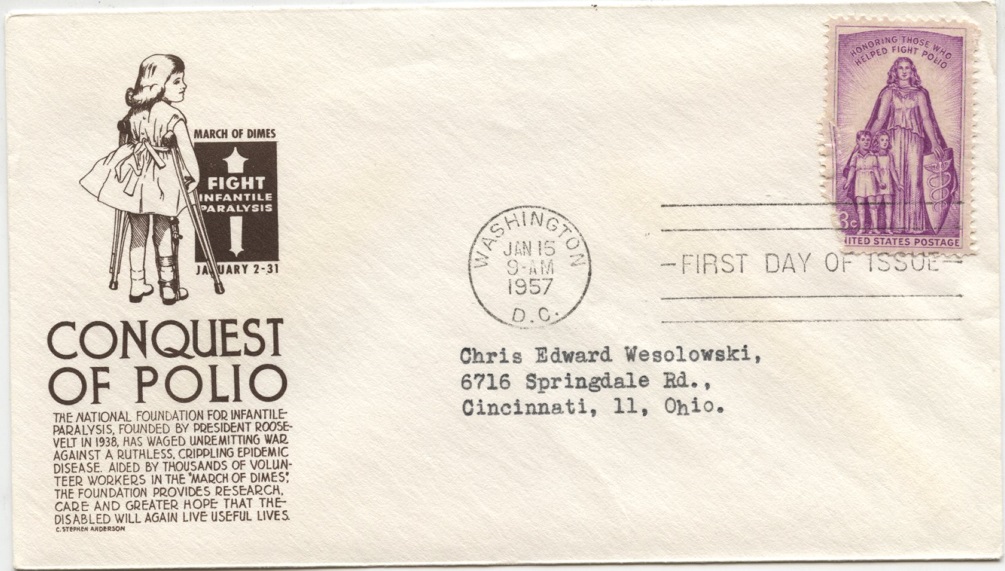 MARCH OF DIMES
FIGHT
INFANTILE
PARALYSIS
JANUARY 2-31
CONQUEST
OF POLIO
THE NATIONAL FOUNDATION FOR INFANTILE
PARALYSIS, FOUNDED BY PRESIDENT ROOSE-
VELT IN 1938, HAS WAGED UNREMITTING WAR
AGAINST A RUTHLESS, CRIPPLING EPIDEMIC
DISEASE. AIDED BY THOUSANDS OF VOLUN-
TEER WORKERS IN THE "MARCH OF DIMES",
THE FOUNDATION PROVIDES RESEARCH,
CARE AND GREATER HOPE THAT THE
DISABLED WILL AGAIN LIVE USEFUL LIVES.
C. STEPHEN ANDERSON
HONORING THOSE WHO
HELPED FIGHT POLIO
3c
UNITED STATES POSTAGE
WASHINGTON
JAN 15
9-AM
1957
D.C.
FIRST DAY OF ISSUE
Chris Edward Wesolowski,
6716 Springdale Rd.,
Cincinnati, 11, Ohio.